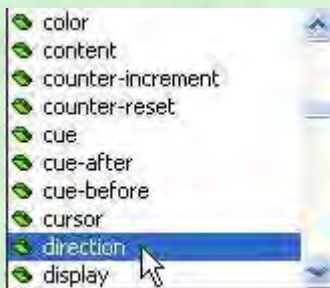 color
content
counter-increment
counter-reset
cue
cue-after
cue-before
cursor
direction
display